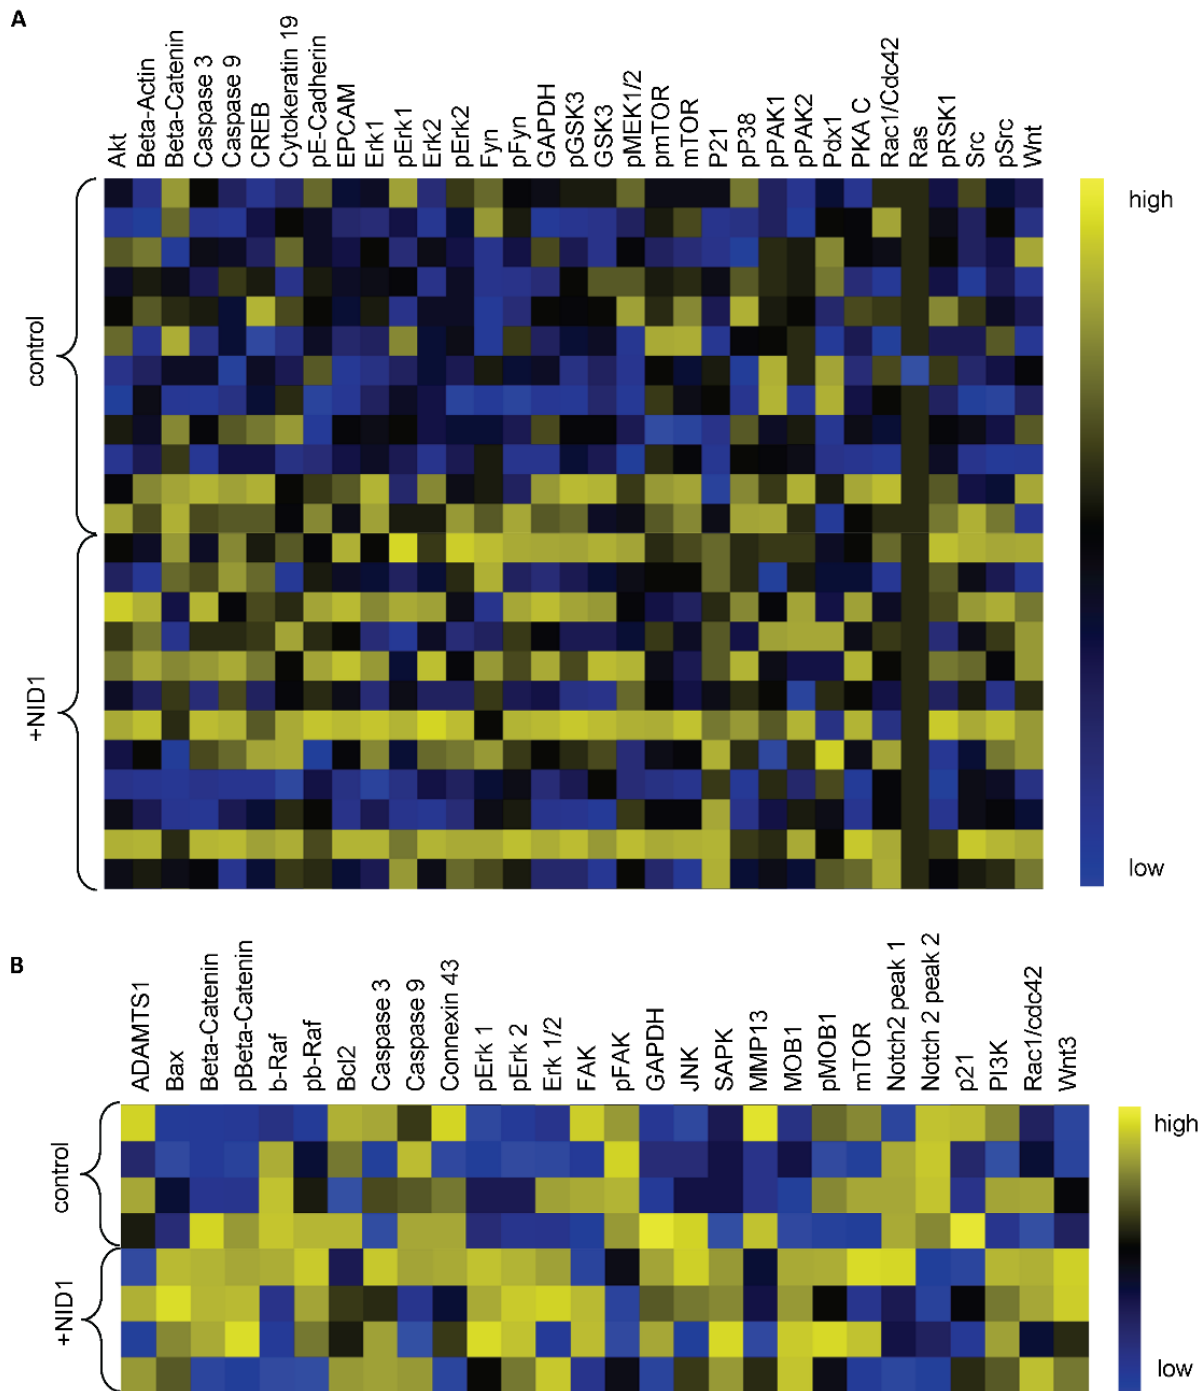 A
Akt
Beta-Actin
Beta-Catenin
Caspase 3
Caspase 9
CREB
Cytokeratin 19
pE-Cadherin
EPCAM
Erk1
pErk1
Erk2
pErk2
Fyn
pFyn
GAPDH
pGSK3
GSK3
pMEK1/2
pmTOR
mTOR
P21
pP38
pPAK1
pPAK2
Pdx1
PKA C
Rac1/Cdc42
Ras
pRSK1
Src
pSrc
Wnt
control
+NID1
high
low
B
ADAMTS1
Bax
Beta-Catenin
pBeta-Catenin
b-Raf
pb-Raf
Bcl2
Caspase 3
Caspase 9
Connexin 43
pErk 1
pErk 2
Erk 1/2
FAK
pFAK
GAPDH
JNK
SAPK
MMP13
MOB1
pMOB1
mTOR
Notch2 peak 1
Notch 2 peak 2
p21
PI3K
Rac1/cdc42
Wnt3
control
+NID1
high
low